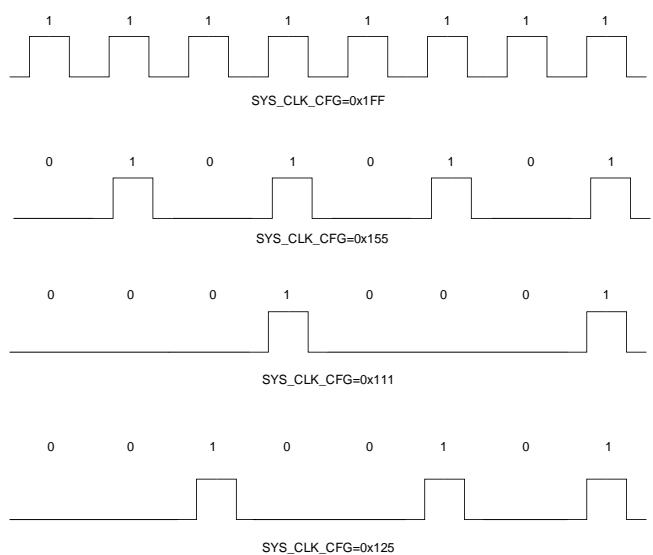 1 1 1 1 1 1 1 1
SYS_CLK_CFG=0x1FF
0 1 0 1 0 1 0 1
SYS_CLK_CFG=0x155
0 0 0 1 0 0 0 1
SYS_CLK_CFG=0x111
0 0 1 0 0 1 0 1
SYS_CLK_CFG=0x125